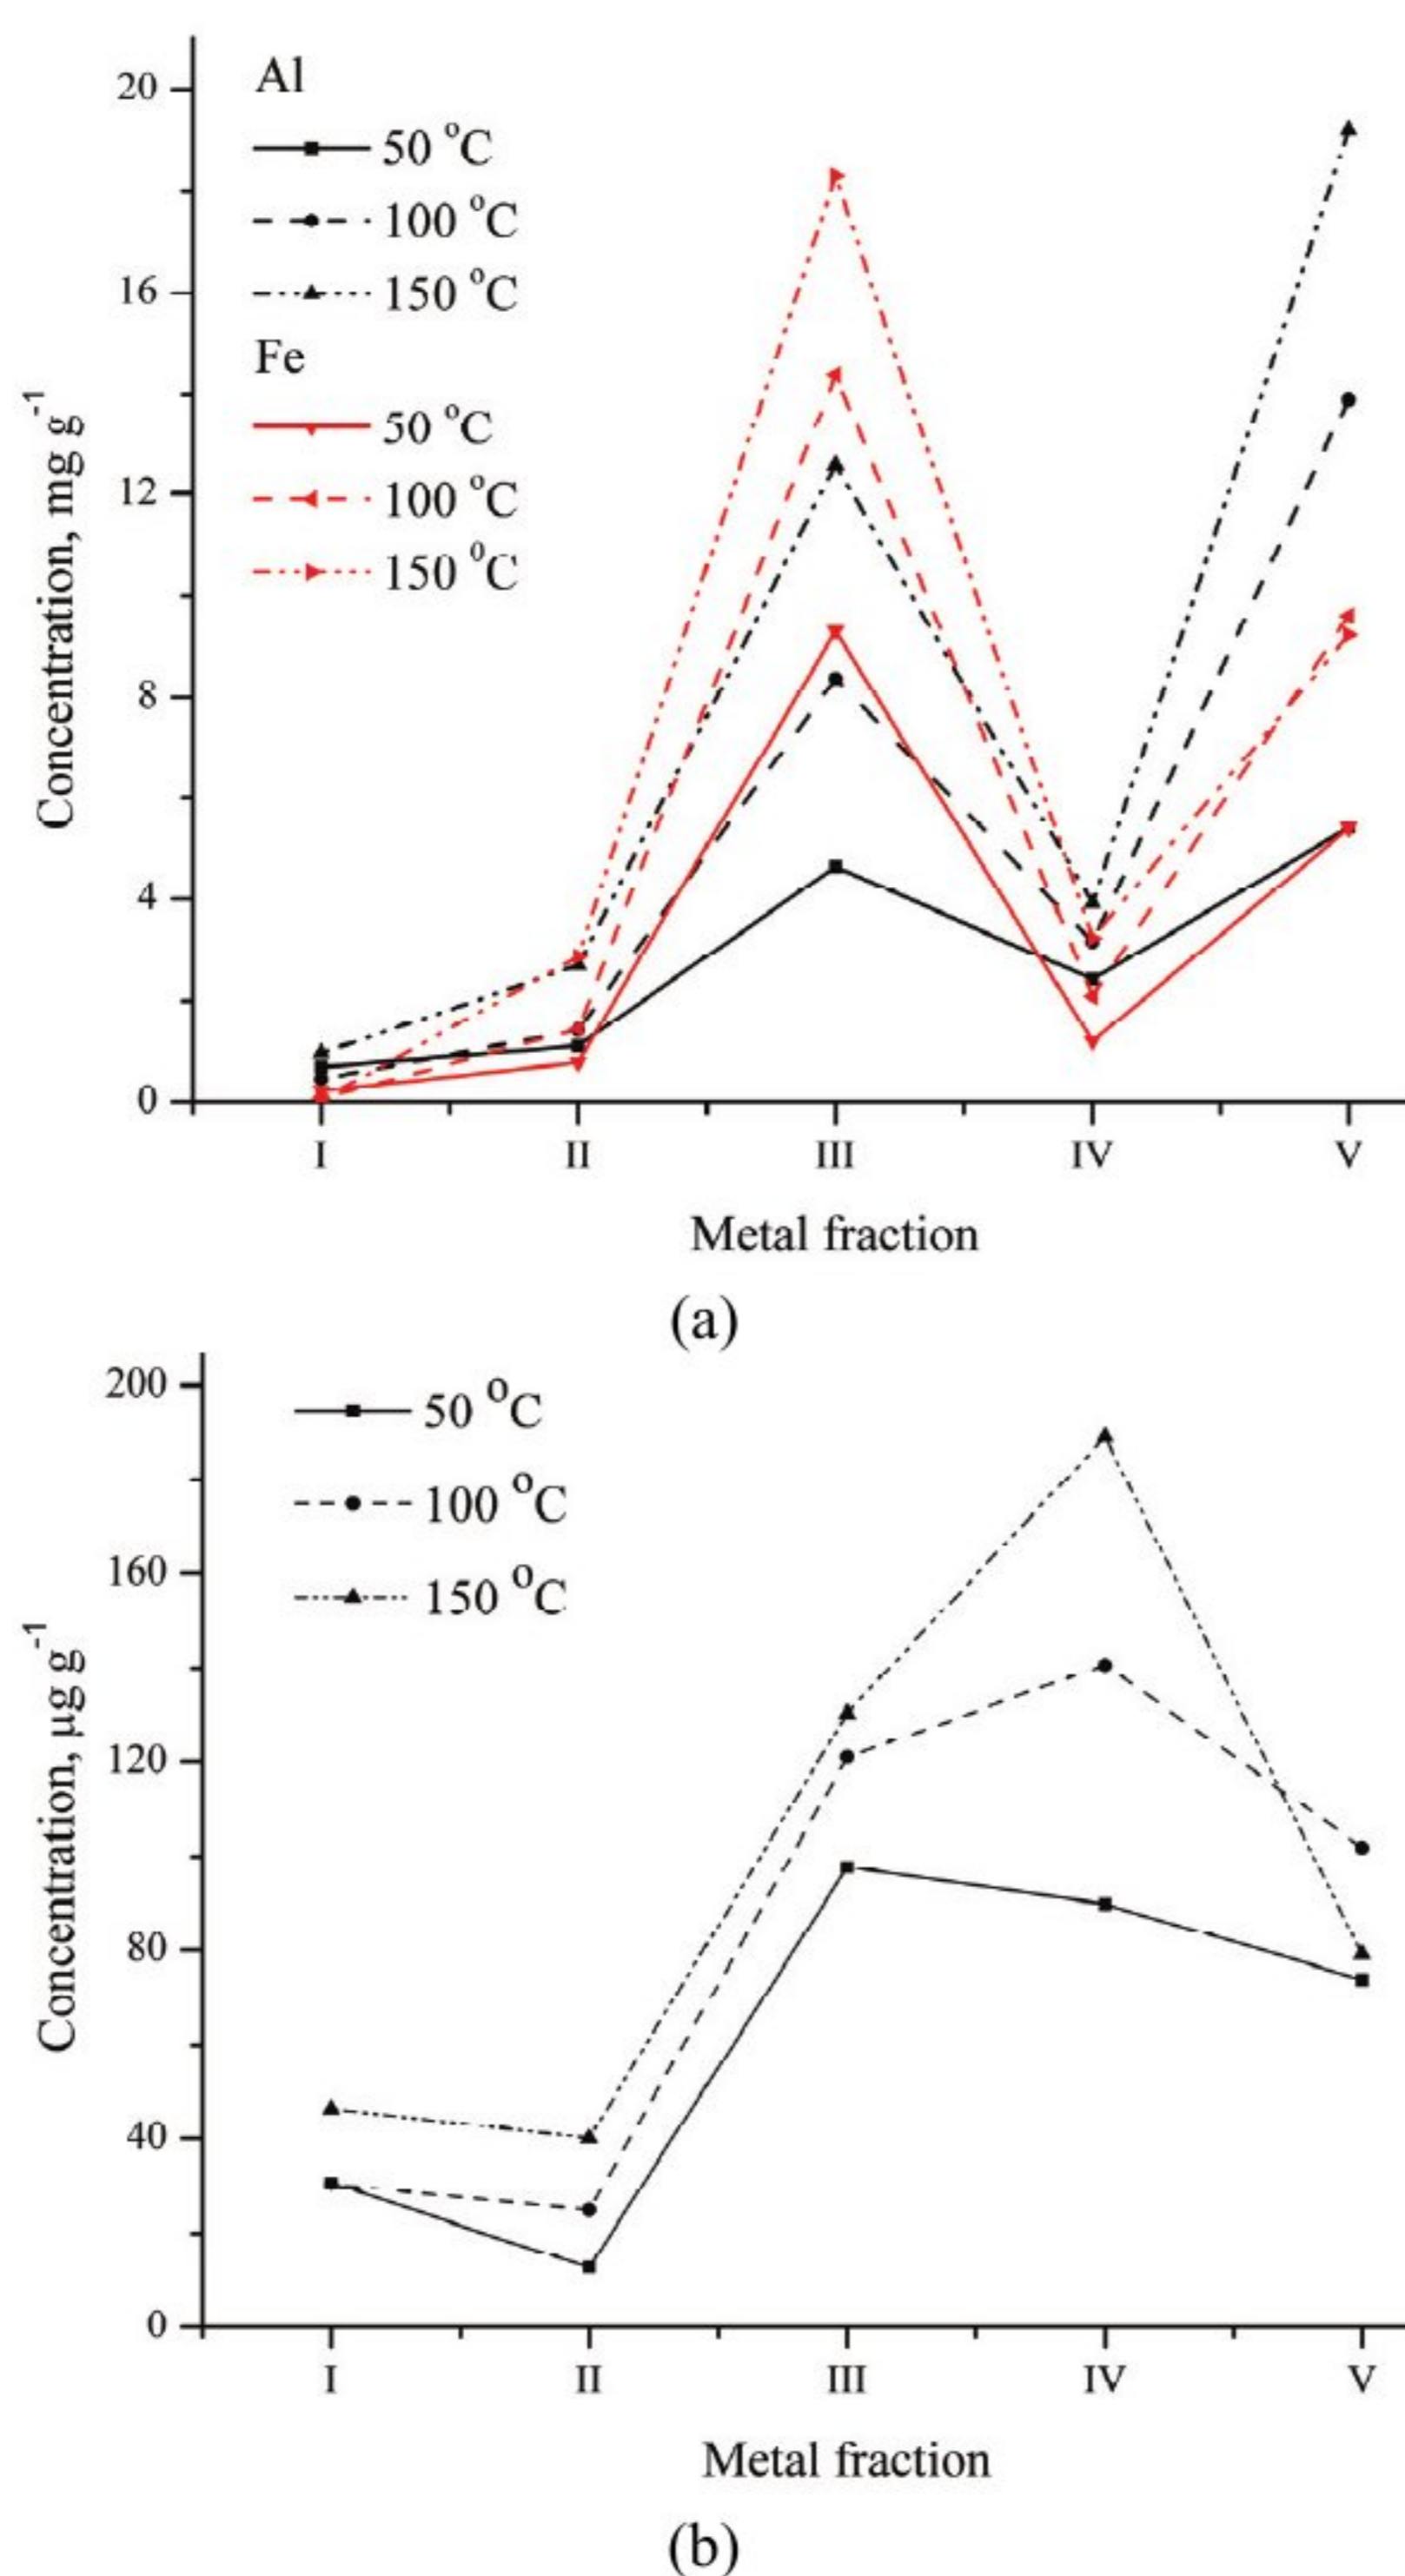 20
16
12
8
4
0
Concentration, mg g⁻¹
Al
50 °C
100 °C
150 °C
Fe
50 °C
100 °C
150 ⁰C
I II III IV V
Metal fraction
(a)
200
160
120
80
40
0
Concentration, µg g⁻¹
50 °C
100 °C
150 °C
I II III IV V
Metal fraction
(b)